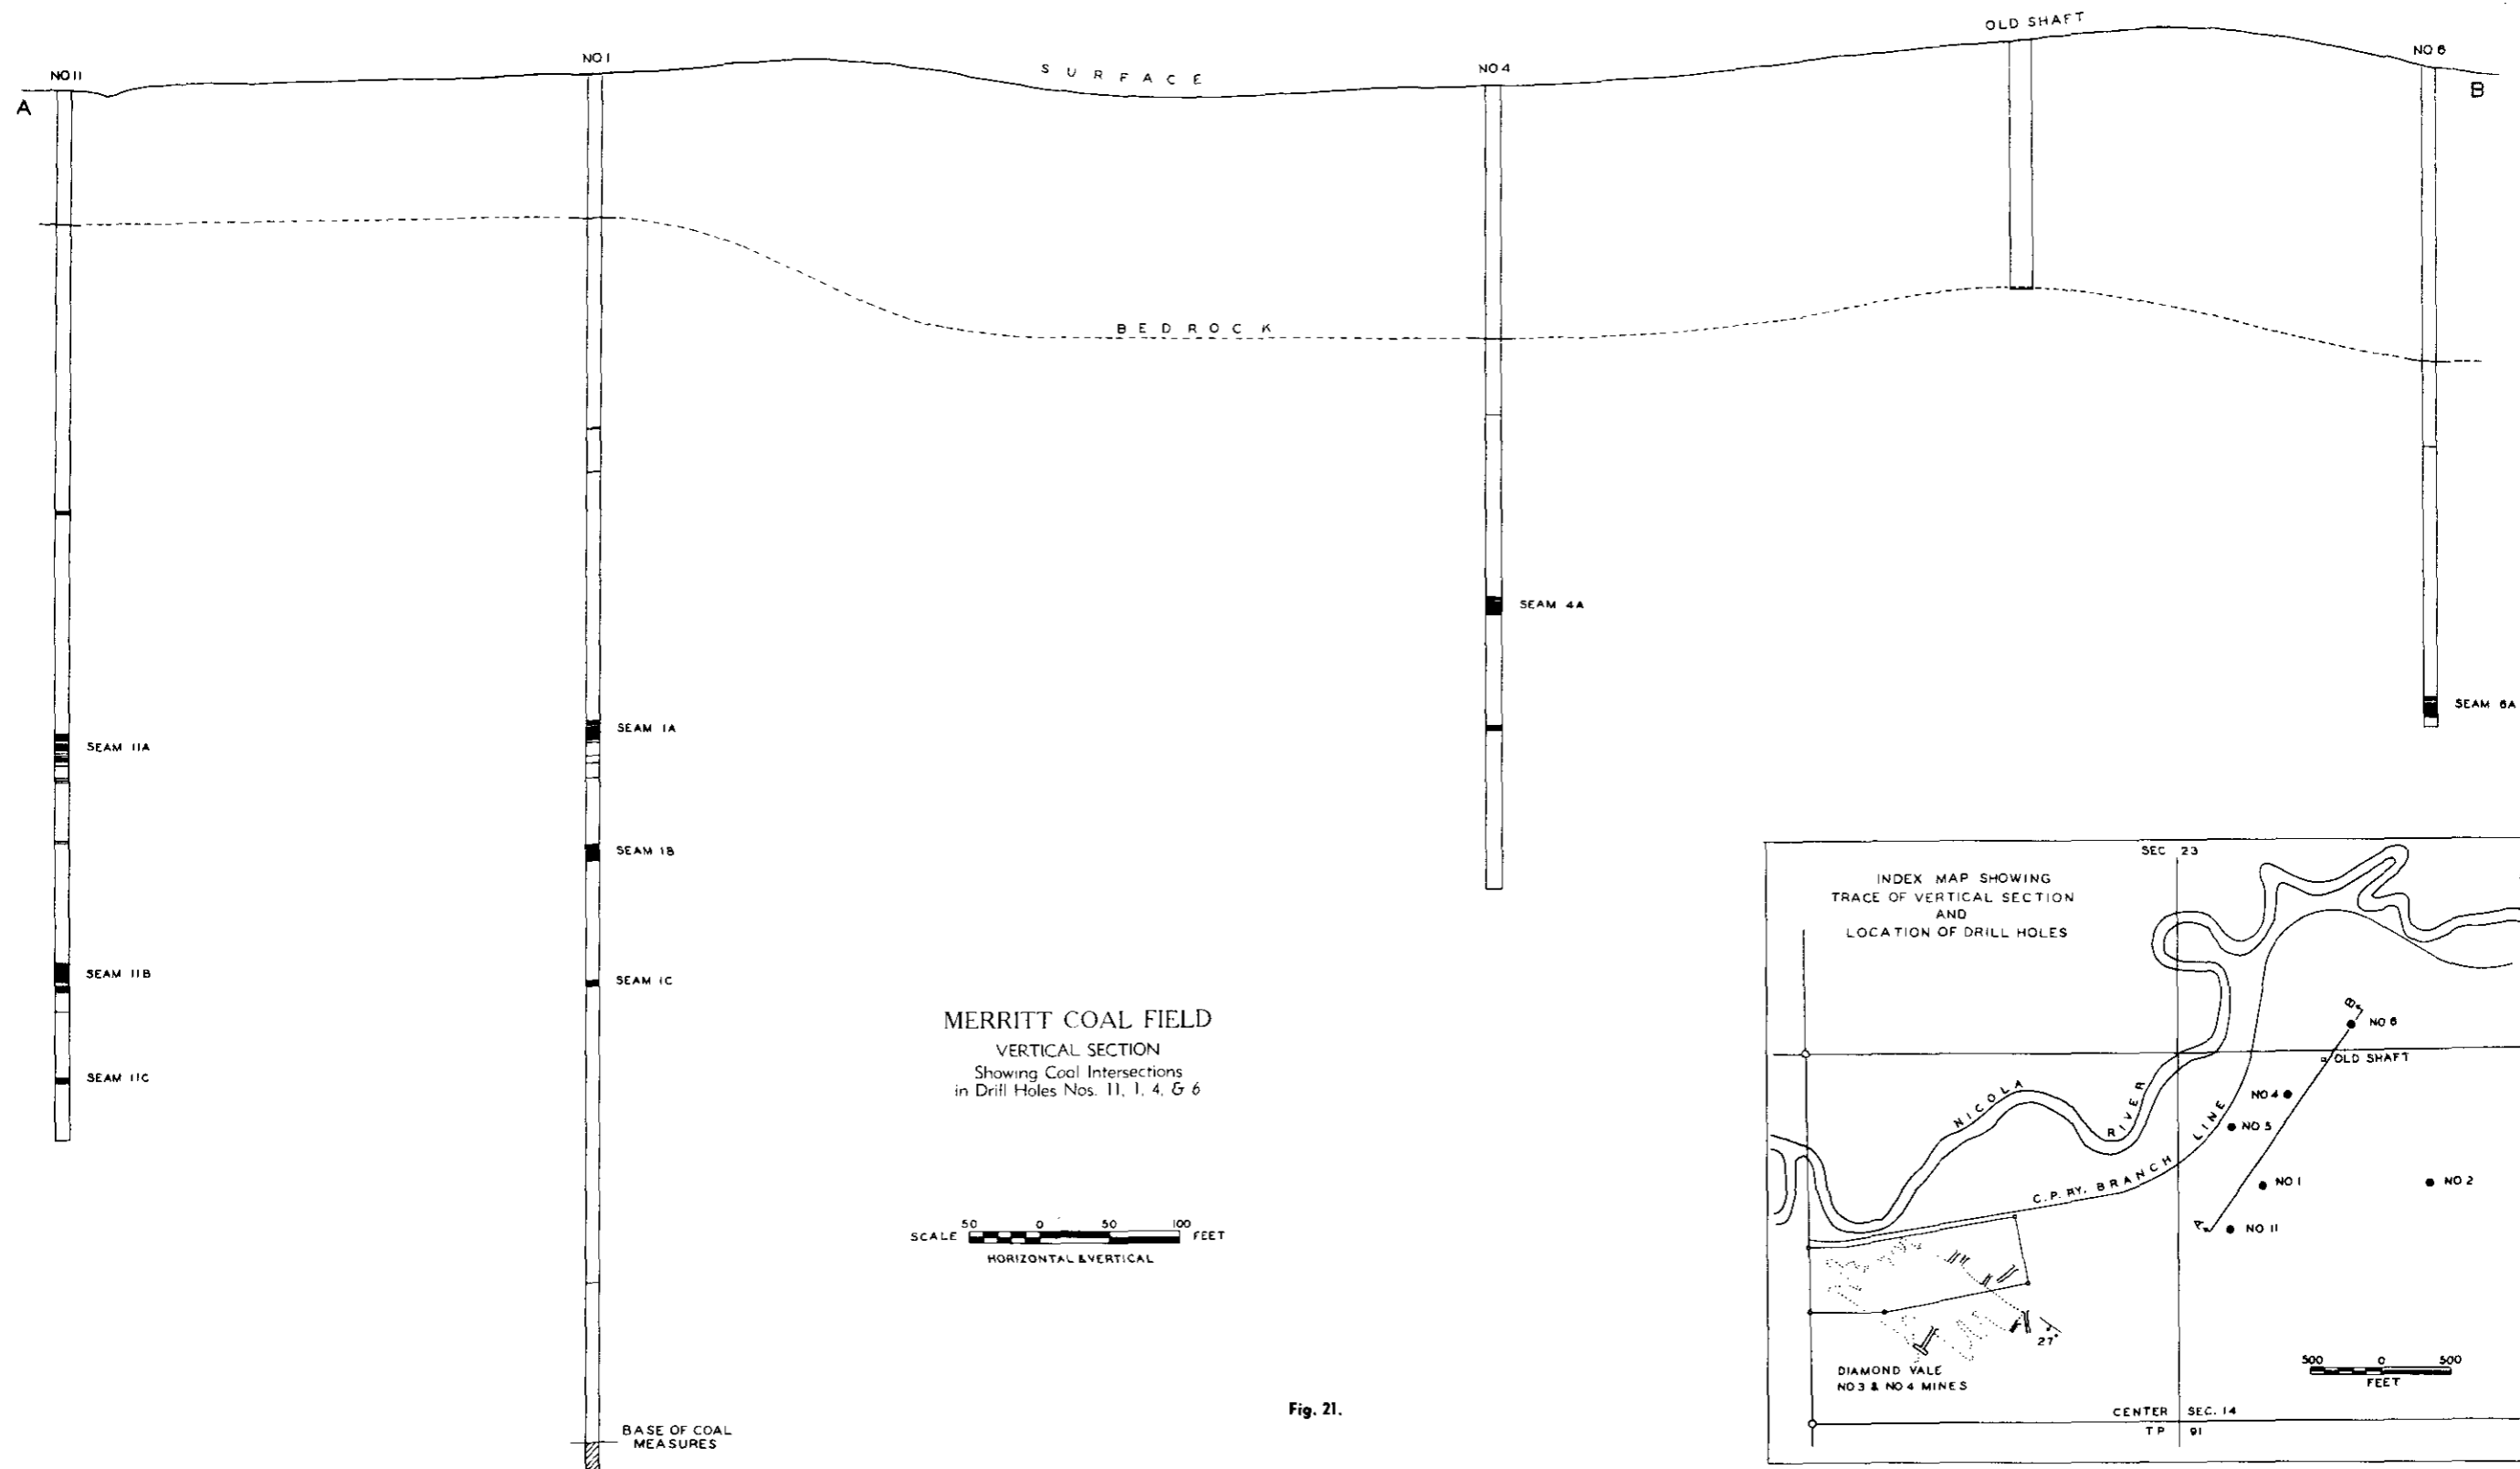 OLD SHAFT
NO 11
NO 1
SURFACE
NO 4
NO 6
A
B
BEDROCK
SEAM 4A
SEAM 6A
SEAM 11A
SEAM 1A
SEAM 1B
SEAM 11B
SEAM 1C
SEAM 11C
MERRITT COAL FIELD
VERTICAL SECTION
Showing Coal Intersections
in Drill Holes Nos. 11, 1, 4, & 6
50 0 50 100
SCALE FEET
HORIZONTAL & VERTICAL
BASE OF COAL
MEASURES
Fig. 21.
SEC 23
INDEX MAP SHOWING
TRACE OF VERTICAL SECTION
AND
LOCATION OF DRILL HOLES
B
NO 6
OLD SHAFT
NO 4
NO 5
NICOLA RIVER
C.P. RY. BRANCH LINE
NO 1
NO 2
A
NO 11
27°
DIAMOND VALE
NO 3 & NO 4 MINES
500 0 500
FEET
CENTER SEC. 14
TP 91